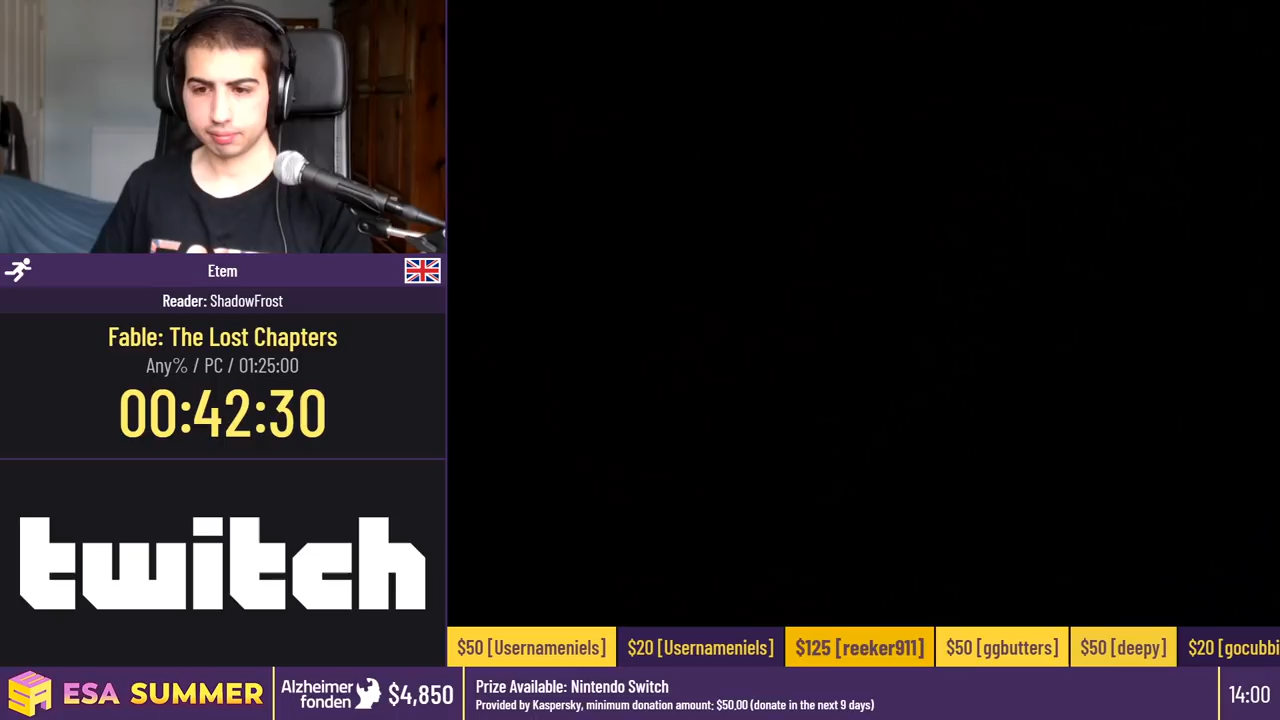 Etem
Reader: ShadowFrost
Fable: The Lost Chapters
Any% / PC / 01:25:00
00:42:30
twitch
$50 [Usernameniels] $20 [Usernameniels] $125 [reeker911] $50 [ggbutters] $50 [deepy] $20 [gocubbi
ESA SUMMER
Alzheimer
fonden
$4,850
Prize Available: Nintendo Switch
Provided by Kaspersky, minimum donation amount: $50,00 (donate in the next 9 days)
14:00